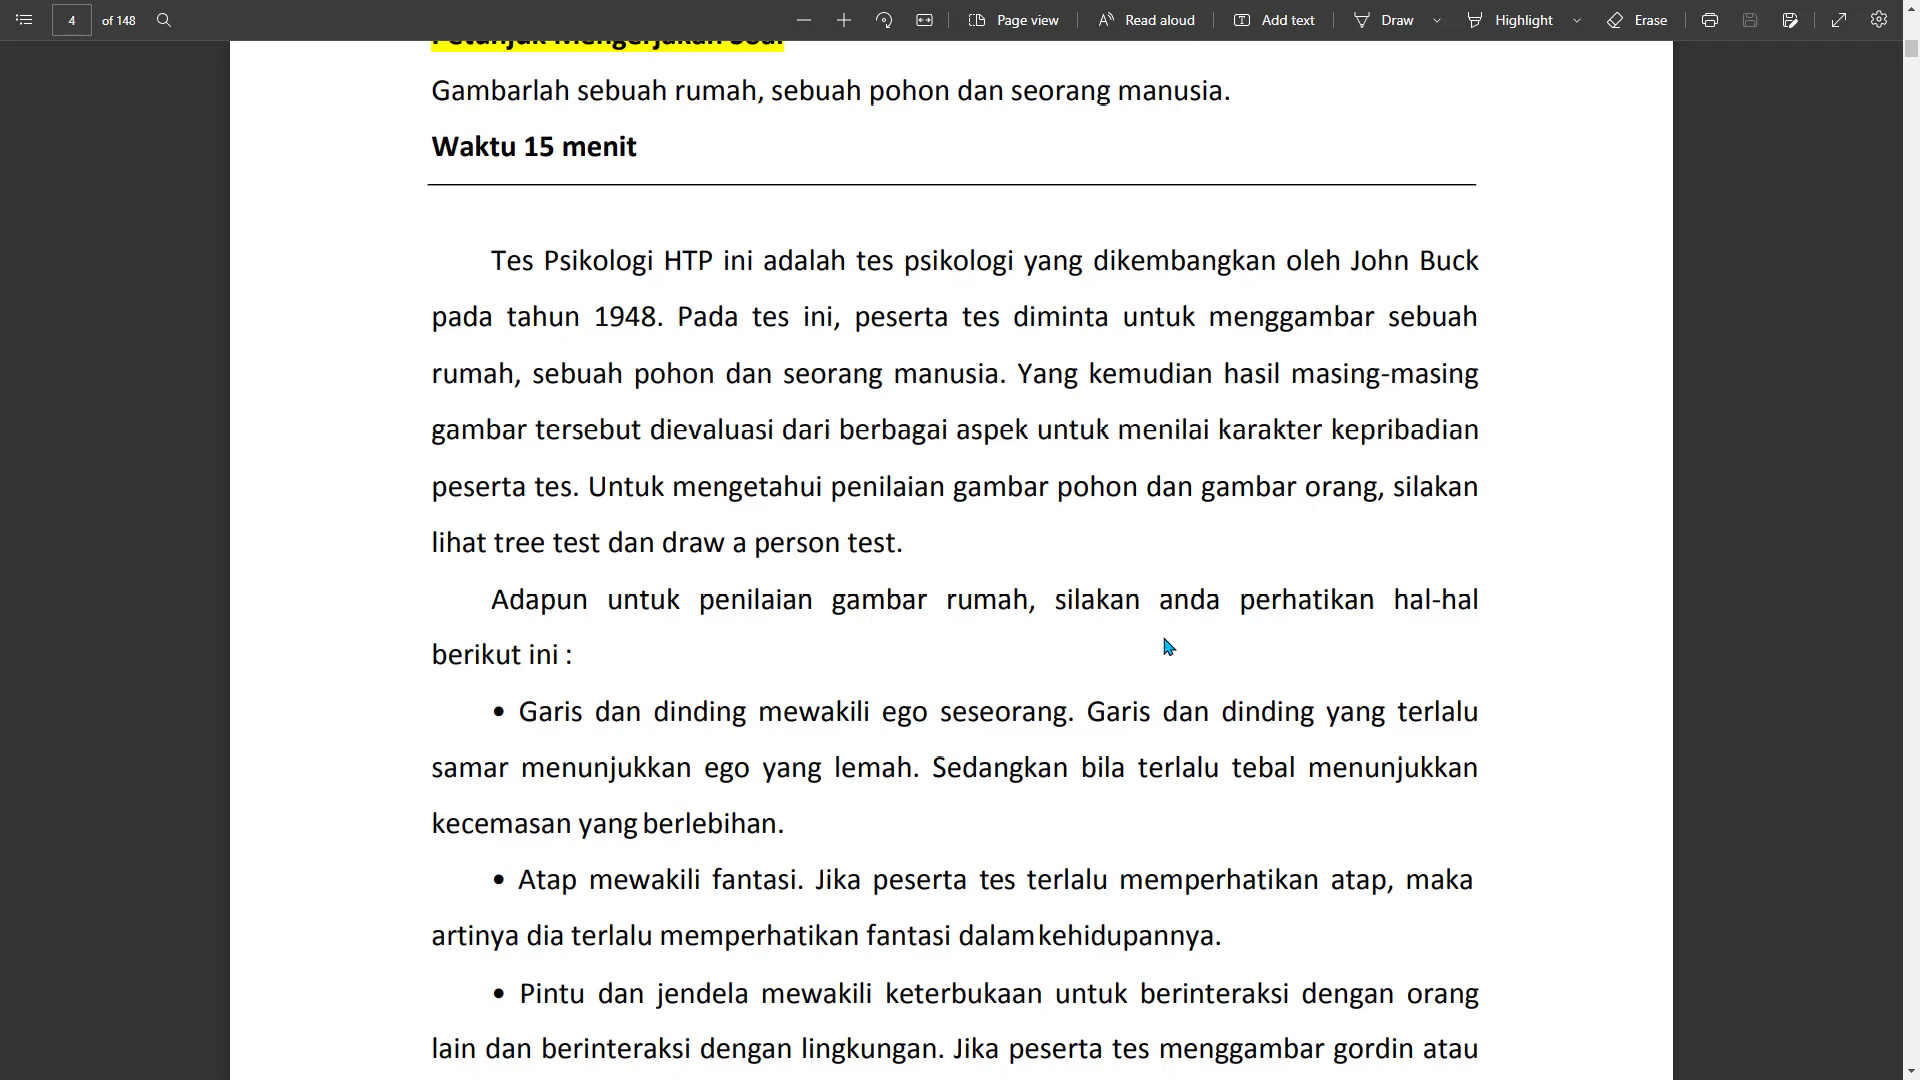 4 of 148 Page view Read aloud Add text Draw Highlight Erase
Petunjuk Mengerjakan Soal
Gambarlah sebuah rumah, sebuah pohon dan seorang manusia.
Waktu 15 menit
Tes Psikologi HTP ini adalah tes psikologi yang dikembangkan oleh John Buck
pada tahun 1948. Pada tes ini, peserta tes diminta untuk menggambar sebuah
rumah, sebuah pohon dan seorang manusia. Yang kemudian hasil masing-masing
gambar tersebut dievaluasi dari berbagai aspek untuk menilai karakter kepribadian
peserta tes. Untuk mengetahui penilaian gambar pohon dan gambar orang, silakan
lihat tree test dan draw a person test.
Adapun untuk penilaian gambar rumah, silakan anda perhatikan hal-hal
berikut ini :
• Garis dan dinding mewakili ego seseorang. Garis dan dinding yang terlalu
samar menunjukkan ego yang lemah. Sedangkan bila terlalu tebal menunjukkan
kecemasan yang berlebihan.
• Atap mewakili fantasi. Jika peserta tes terlalu memperhatikan atap, maka
artinya dia terlalu memperhatikan fantasi dalam kehidupannya.
• Pintu dan jendela mewakili keterbukaan untuk berinteraksi dengan orang
lain dan berinteraksi dengan lingkungan. Jika peserta tes menggambar gordin atau